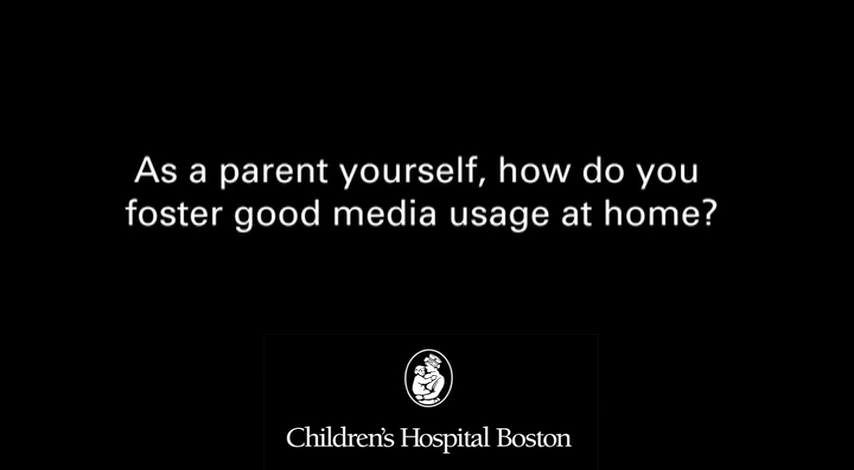 As a parent yourself, how do you
foster good media usage at home?
Children's Hospital Boston